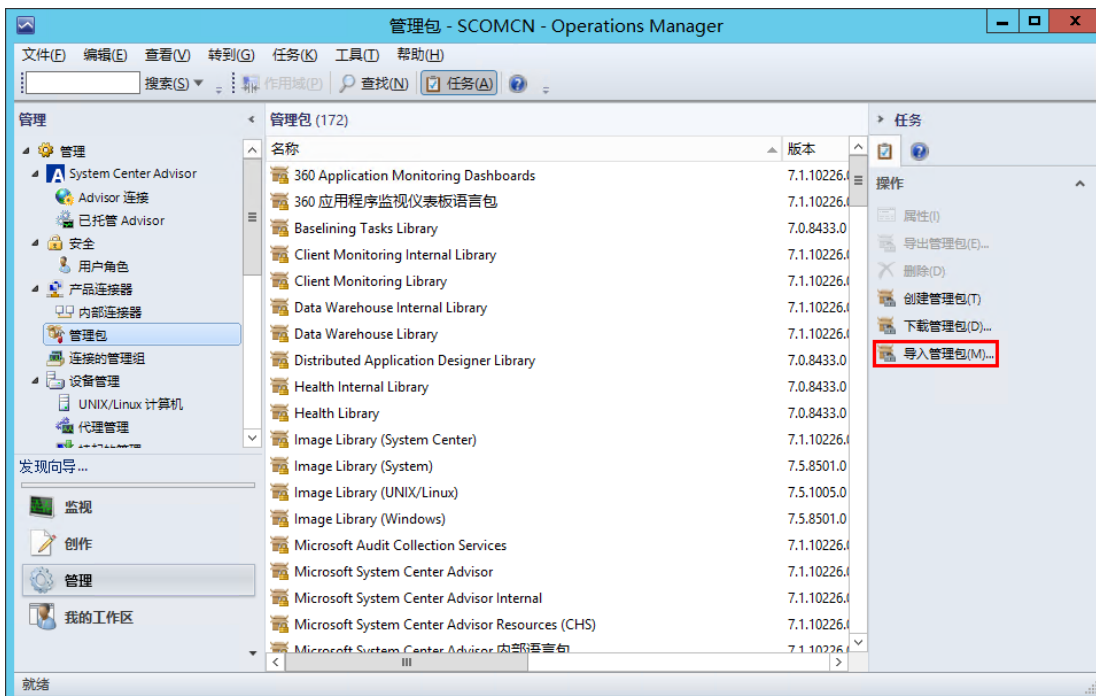 管理包 - SCOMCN - Operations Manager
文件(F) 编辑(E) 查看(V) 转到(G) 任务(K) 工具(T) 帮助(H)
搜索(S) 作用域(P) 查找(N) 任务(A)
管理
管理
System Center Advisor
Advisor 连接
已托管 Advisor
安全
用户角色
产品连接器
内部连接器
管理包
连接的管理组
设备管理
UNIX/Linux 计算机
代理管理
发现向导...
监视
创作
管理
我的工作区
管理包 (172)
名称 版本
360 Application Monitoring Dashboards 7.1.10226.
360 应用程序监视仪表板语言包 7.1.10226.
Baselining Tasks Library 7.0.8433.0
Client Monitoring Internal Library 7.1.10226.
Client Monitoring Library 7.1.10226.
Data Warehouse Internal Library 7.1.10226.
Data Warehouse Library 7.1.10226.
Distributed Application Designer Library 7.0.8433.0
Health Internal Library 7.0.8433.0
Health Library 7.0.8433.0
Image Library (System Center) 7.1.10226.
Image Library (System) 7.5.8501.0
Image Library (UNIX/Linux) 7.5.1005.0
Image Library (Windows) 7.5.8501.0
Microsoft Audit Collection Services 7.1.10226.
Microsoft System Center Advisor 7.1.10226.
Microsoft System Center Advisor Internal 7.1.10226.
Microsoft System Center Advisor Resources (CHS) 7.1.10226.
Microsoft System Center Advisor 内部语言包 7.1.10226.
任务
操作
属性(I)
导出管理包(E)...
删除(D)
创建管理包(T)
下载管理包(D)...
导入管理包(M)...
就绪